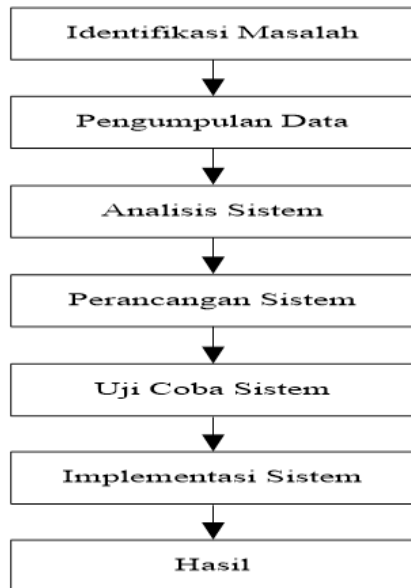 Identifikasi Masalah
Pengumpulan Data
Analisis Sistem
Perancangan Sistem
Uji Coba Sistem
Implementasi Sistem
Hasil